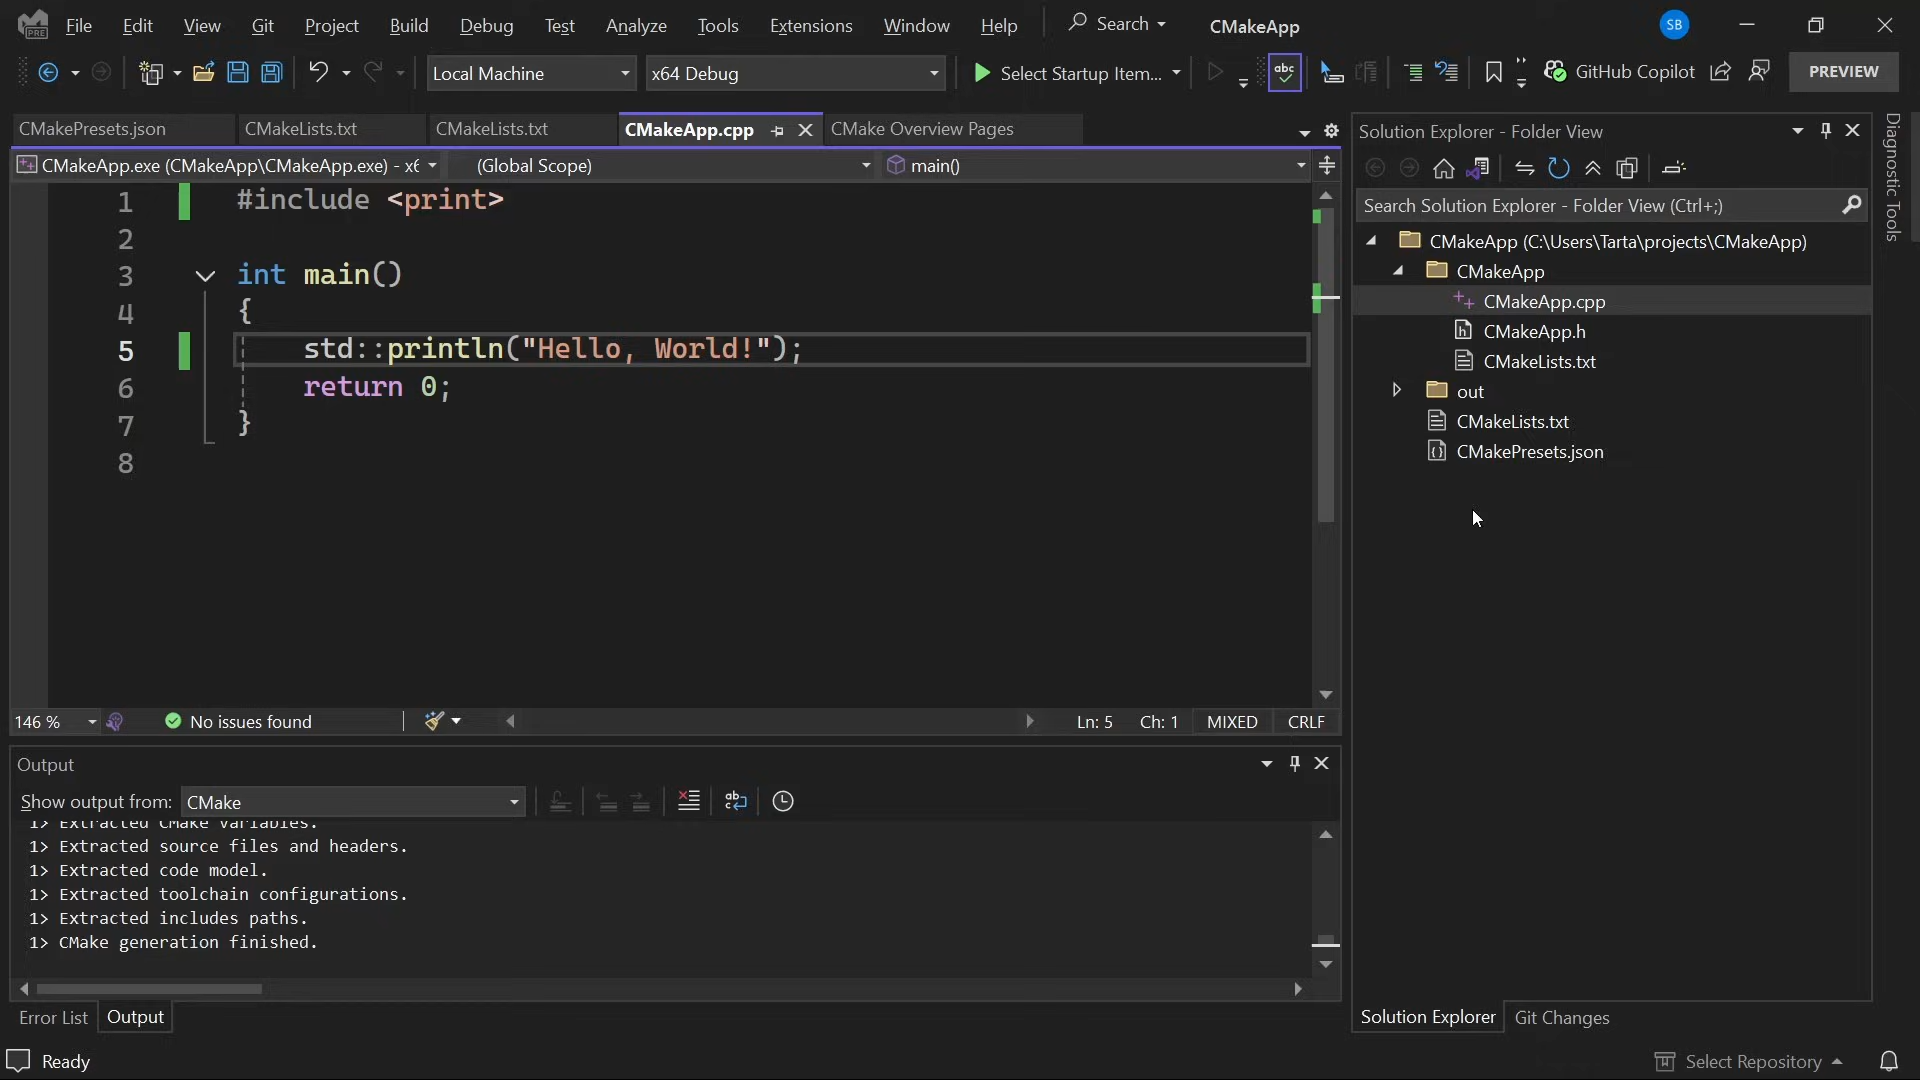 File Edit View Git Project Build Debug Test Analyze Tools Extensions Window Help Search CMakeApp SB
PRE
Local Machine x64 Debug Select Startup Item... abc GitHub Copilot PREVIEW
CMakePresets.json CMakeLists.txt CMakeLists.txt CMakeApp.cpp CMake Overview Pages
CMakeApp.exe (CMakeApp\CMakeApp.exe) - x6 (Global Scope) main()
1 #include <print>
2
3 int main()
4 {
5 std::println("Hello, World!");
6 return 0;
7 }
8
146 % No issues found Ln: 5 Ch: 1 MIXED CRLF
Output
Show output from: CMake
1> Extracted CMake variables.
1> Extracted source files and headers.
1> Extracted code model.
1> Extracted toolchain configurations.
1> Extracted includes paths.
1> CMake generation finished.
Error List Output
Solution Explorer - Folder View
Search Solution Explorer - Folder View (Ctrl+;)
CMakeApp (C:\Users\Tarta\projects\CMakeApp)
CMakeApp
CMakeApp.cpp
CMakeApp.h
CMakeLists.txt
out
CMakeLists.txt
CMakePresets.json
Solution Explorer Git Changes
Diagnostic Tools
Ready Select Repository